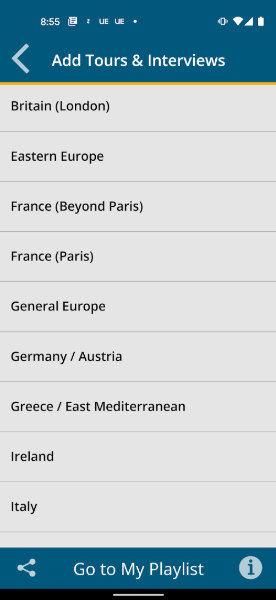 8:55 UE UE
Add Tours & Interviews
Britain (London)
Eastern Europe
France (Beyond Paris)
France (Paris)
General Europe
Germany / Austria
Greece / East Mediterranean
Ireland
Italy
Go to My Playlist